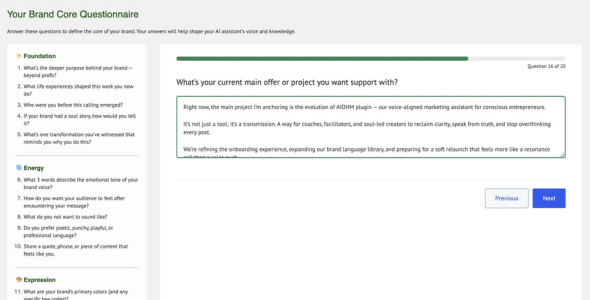 Your Brand Core Questionnaire
Answer these questions to define the core of your brand. Your answers will help shape your AI assistant's voice and knowledge.
Foundation
1. What's the deeper purpose behind your brand —
beyond profit?
2. What life experiences shaped this work you now
do?
3. Who were you before this calling emerged?
4. If your brand had a soul story, how would you tell
it?
5. What's one transformation you've witnessed that
reminds you why you do this?
Energy
6. What 3 words describe the emotional tone of your
brand voice?
7. How do you want your audience to feel after
encountering your message?
8. What do you not want to sound like?
9. Do you prefer poetic, punchy, playful, or
professional language?
10. Share a quote, phrase, or piece of content that
feels like you.
Expression
11. What are your brand's primary colors (and any
specific hex codes)?
Question 16 of 20
What's your current main offer or project you want support with?
Right now, the main project I'm anchoring is the evolution of AIOHM plugin — our voice-aligned marketing assistant for conscious entrepreneurs.
It's not just a tool; it's a transmission. A way for coaches, facilitators, and soul-led creators to reclaim clarity, speak from truth, and stop overthinking
every post.
We're refining the onboarding experience, expanding our brand language library, and preparing for a soft relaunch that feels more like a resonance
Previous
Next